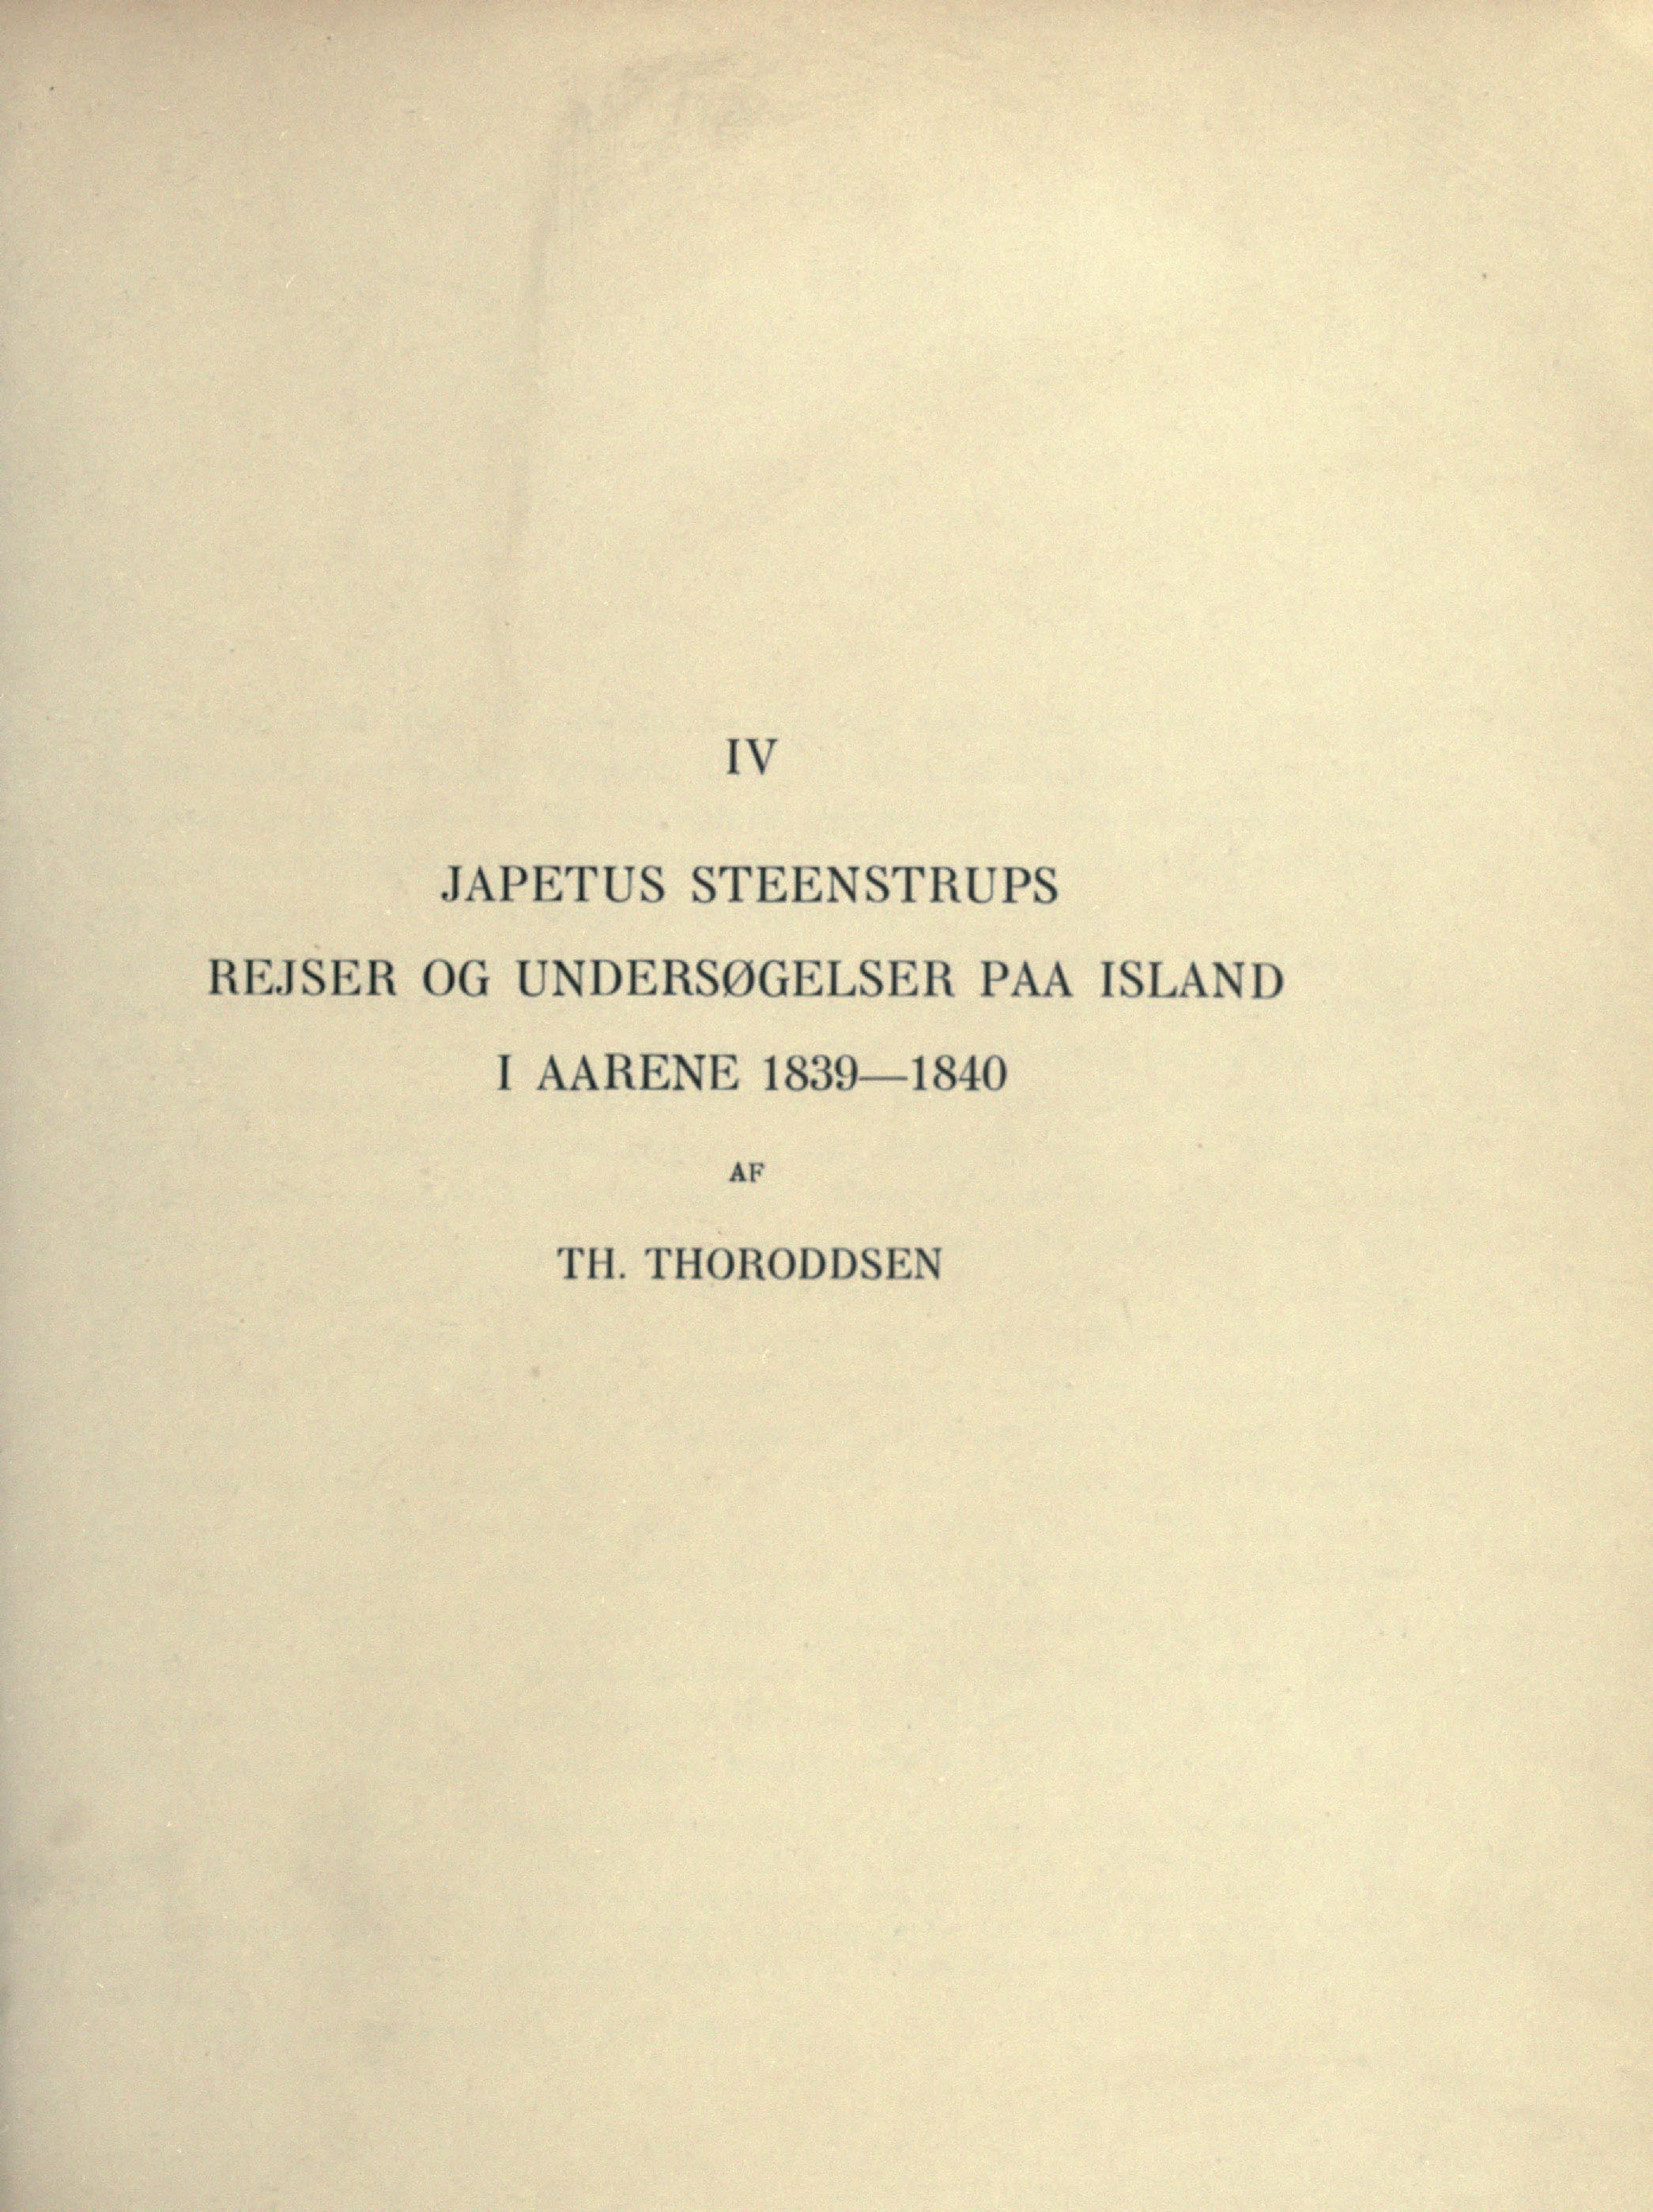 IV
JAPETUS STEENSTRUPS
REJSER OG UNDERSØGELSER PAA ISLAND
I AARENE 1839—1840
AF
TH. THORODDSEN